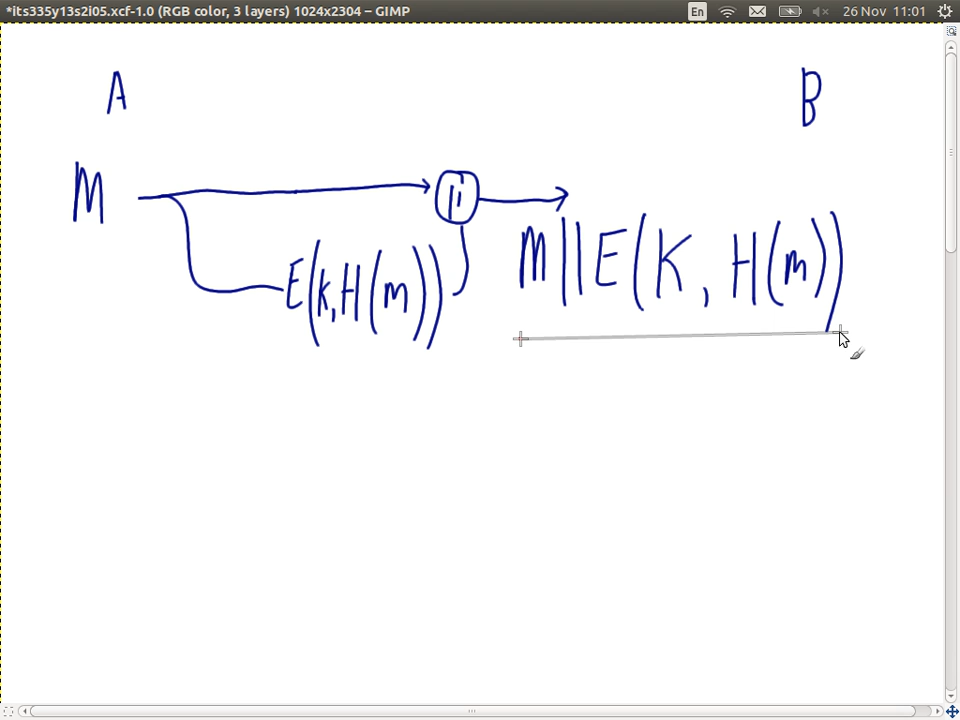 *its335y13s2i05.xcf-1.0 (RGB color, 3 layers) 1024x2304 – GIMP
En
26 Nov 11:01
A
B
M
||
E(K,H(m))
M||E(K, H(m))